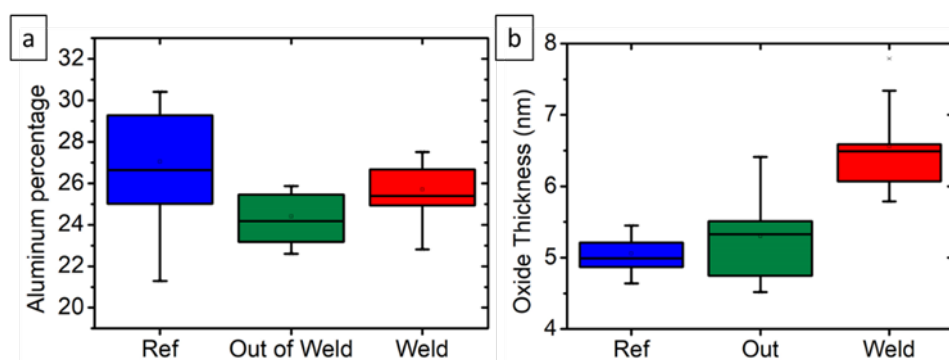 a
Aluminum percentage
32
30
28
26
24
22
20
Ref
Out of Weld
Weld
b
Oxide Thickness (nm)
8
7
6
5
4
Ref
Out
Weld